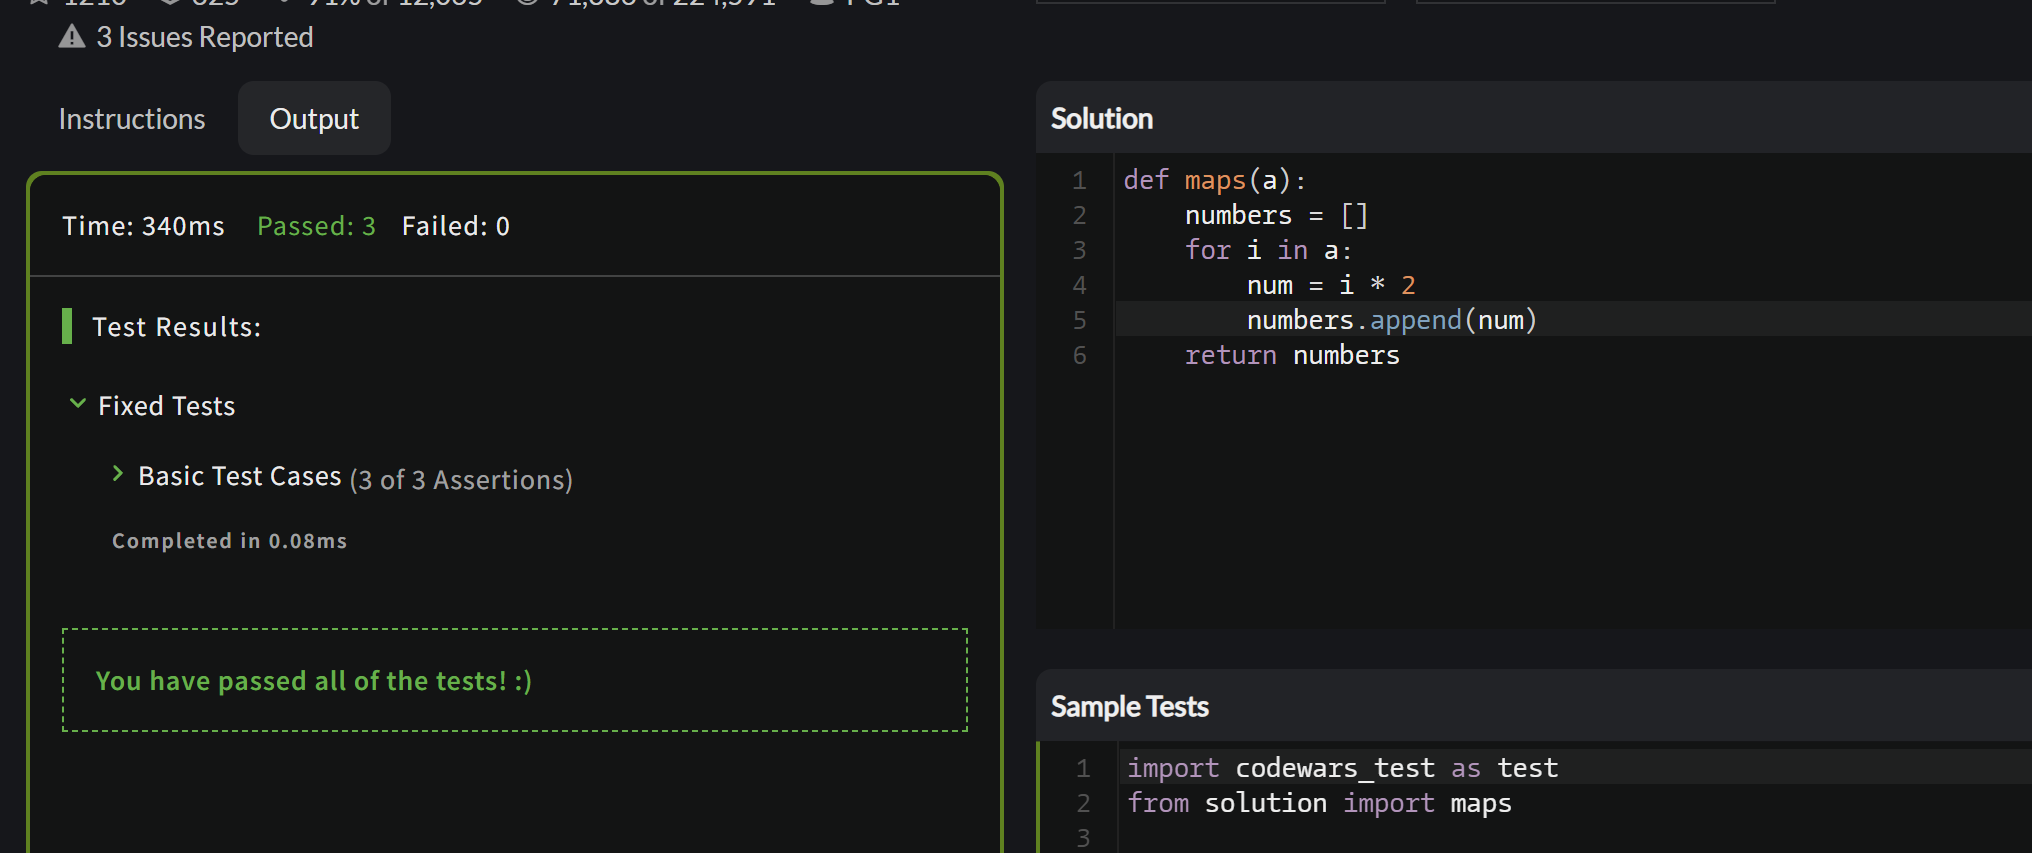 3 Issues Reported
Instructions
Output
Time: 340ms Passed: 3 Failed: 0
Test Results:
Fixed Tests
Basic Test Cases (3 of 3 Assertions)
Completed in 0.08ms
You have passed all of the tests! :)
Solution
1 def maps(a):
2     numbers = []
3     for i in a:
4         num = i * 2
5         numbers.append(num)
6     return numbers
Sample Tests
1 import codewars_test as test
2 from solution import maps
3